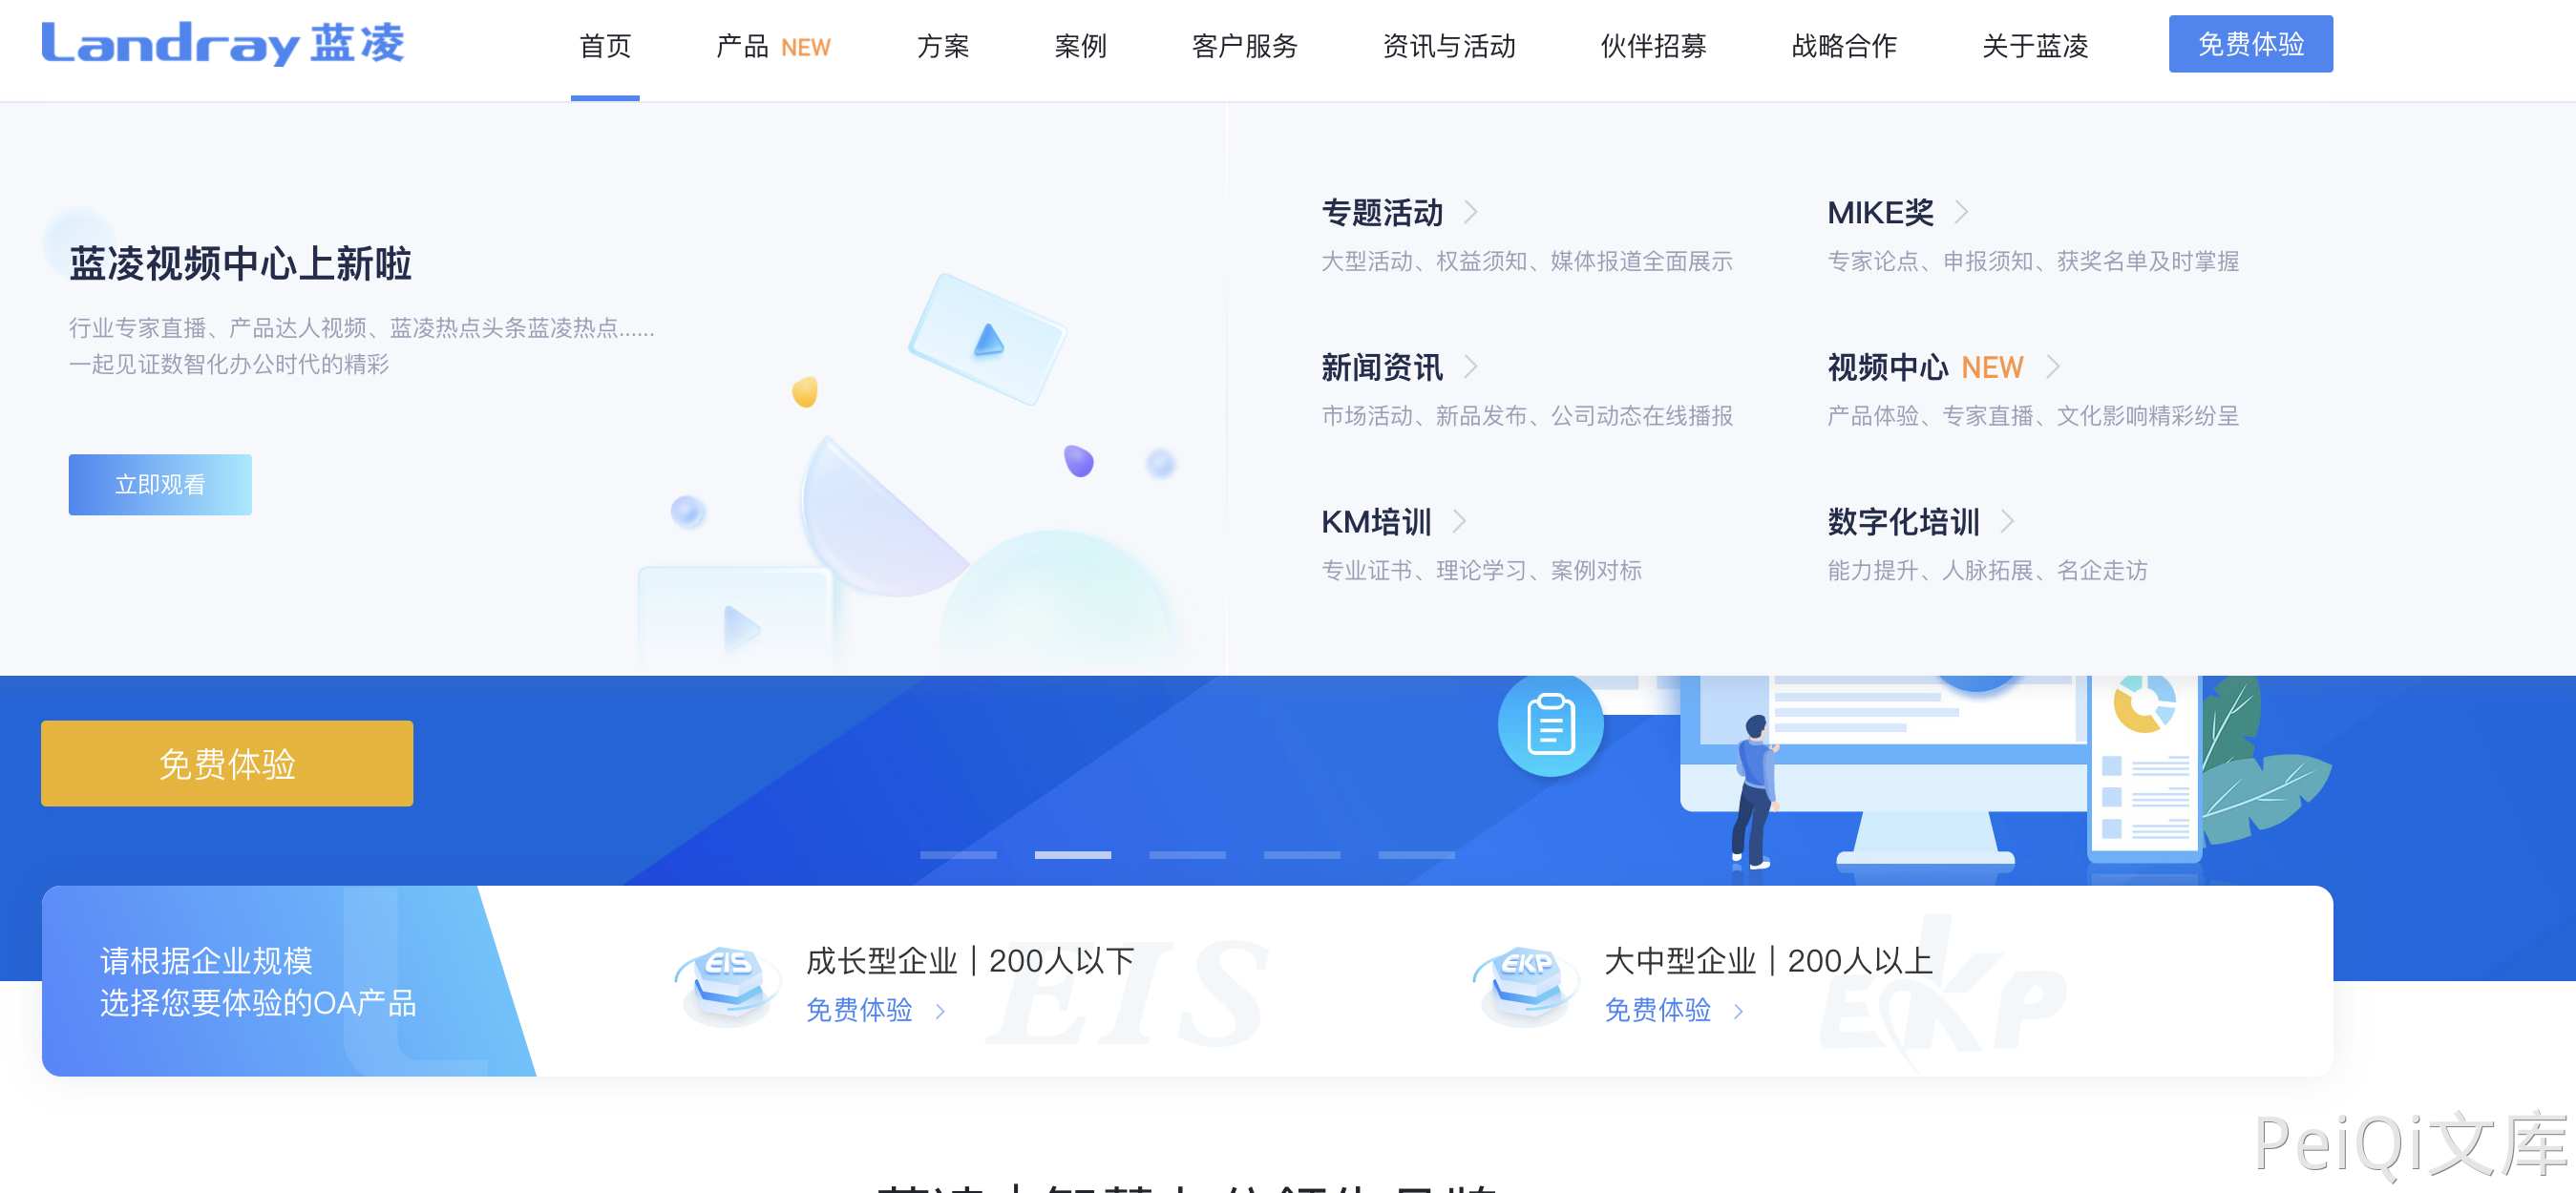 Landray 蓝凌
首页 产品 NEW 方案 案例 客户服务 资讯与活动 伙伴招募 战略合作 关于蓝凌 免费体验
蓝凌视频中心上新啦
行业专家直播、产品达人视频、蓝凌热点头条蓝凌热点......
一起见证数智化办公时代的精彩
立即观看
专题活动
大型活动、权益须知、媒体报道全面展示
MIKE奖
专家论点、申报须知、获奖名单及时掌握
新闻资讯
市场活动、新品发布、公司动态在线播报
视频中心 NEW
产品体验、专家直播、文化影响精彩纷呈
KM培训
专业证书、理论学习、案例对标
数字化培训
能力提升、人脉拓展、名企走访
免费体验
请根据企业规模
选择您要体验的OA产品
EIS
成长型企业｜200人以下
免费体验
EIS
EKP
大中型企业｜200人以上
免费体验
EKP
PeiQi文库